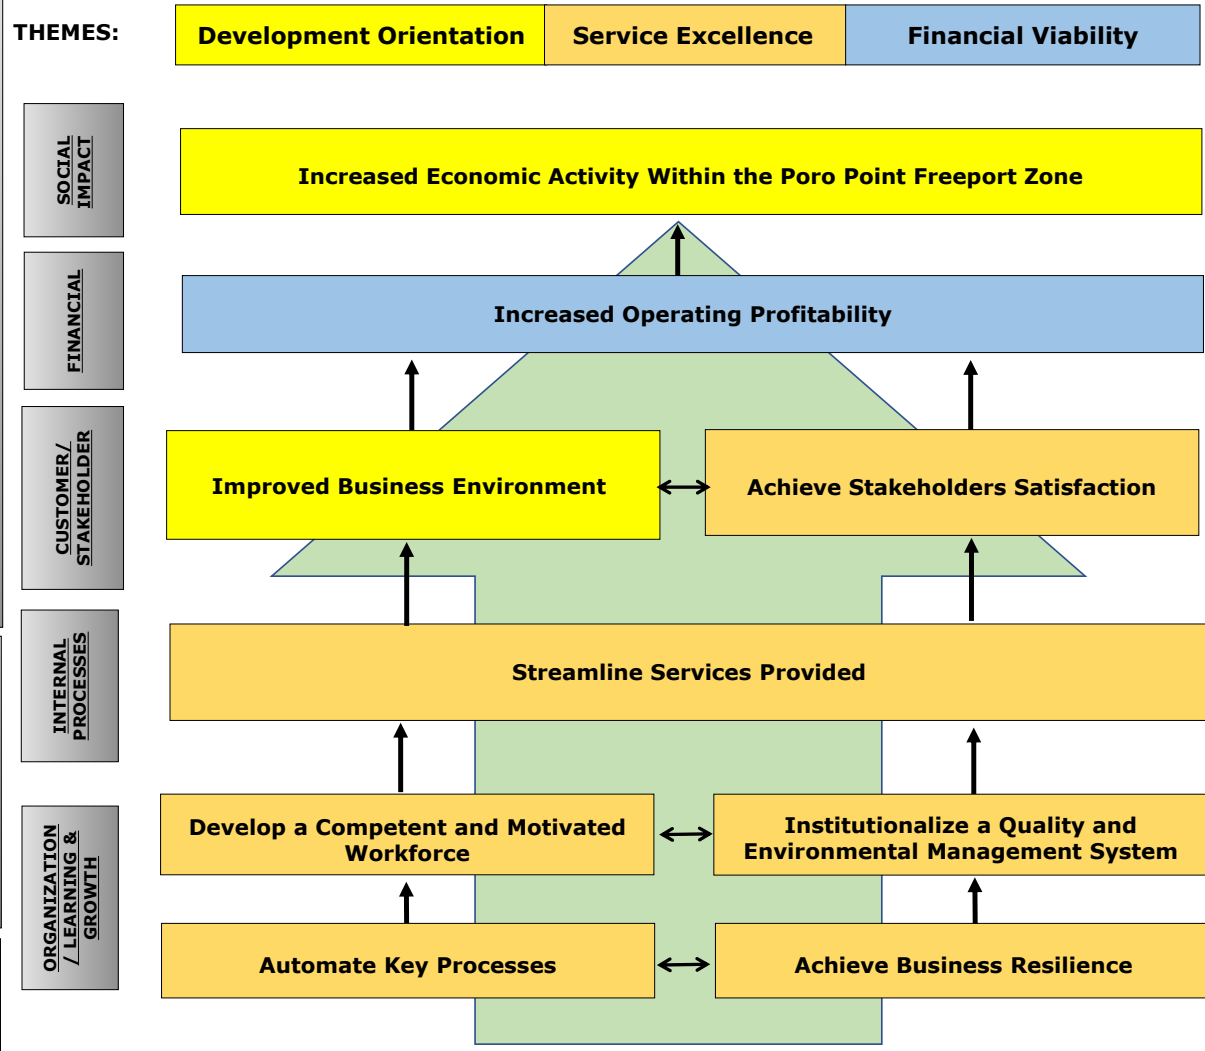 THEMES:
Development Orientation
Service Excellence
Financial Viability
SOCIAL
IMPACT
Increased Economic Activity Within the Poro Point Freeport Zone
FINANCIAL
Increased Operating Profitability
CUSTOMER/
STAKEHOLDER
Improved Business Environment
Achieve Stakeholders Satisfaction
INTERNAL
PROCESSES
Streamline Services Provided
ORGANIZATION
/ LEARNING &
GROWTH
Develop a Competent and Motivated
Workforce
Institutionalize a Quality and
Environmental Management System
Automate Key Processes
Achieve Business Resilience